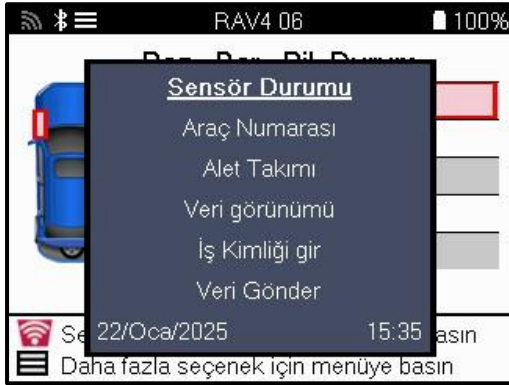 RAV4 06 100%
Sensör Durumu
Araç Numarası
Alet Takımı
Veri görünümü
İş Kimliği gir
Veri Gönder
22/Oca/2025 15:35
Daha fazla seçenek için menüye basın